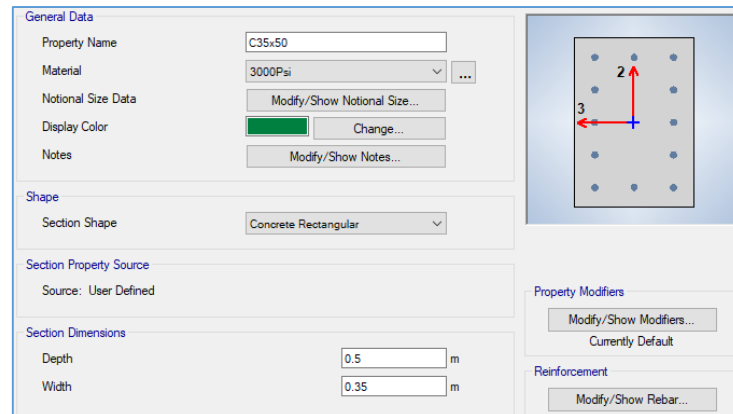 General Data
Property Name C35x50
Material 3000Psi ...
Notional Size Data Modify/Show Notional Size...
Display Color Change...
Notes Modify/Show Notes...
2
3
Shape
Section Shape Concrete Rectangular
Section Property Source
Source: User Defined
Property Modifiers
Modify/Show Modifiers...
Currently Default
Section Dimensions
Depth 0.5 m
Width 0.35 m
Reinforcement
Modify/Show Rebar...